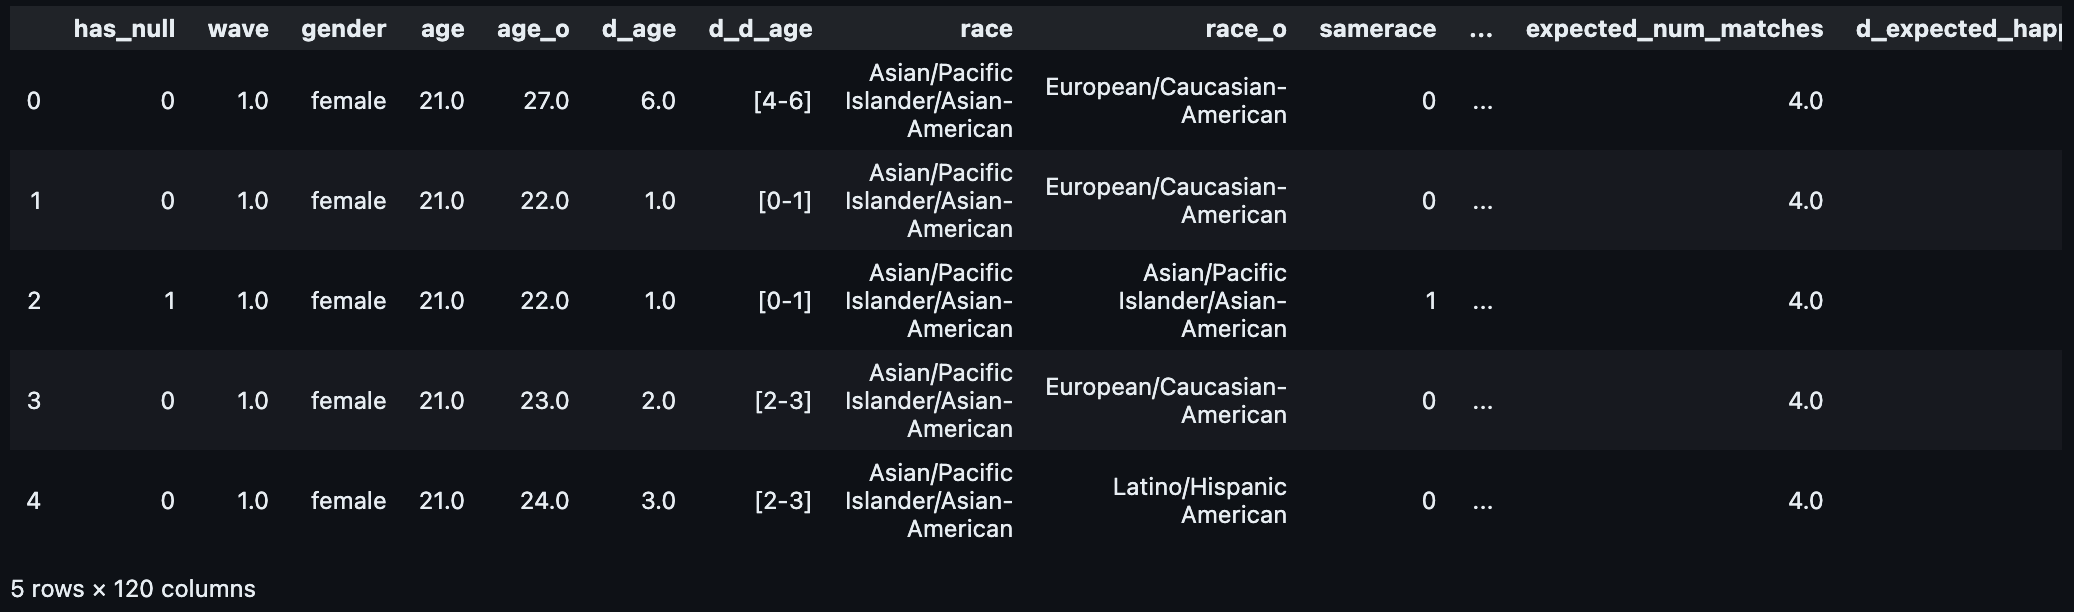 has_null wave gender age age_o d_age d_d_age race race_o samerace ... expected_num_matches d_expected_hap
Asian/Pacific
European/Caucasian-
0 0 1.0 female 21.0 27.0 6.0 [4-6] Islander/Asian- 0 ... 4.0
American
American
Asian/Pacific
European/Caucasian-
1 0 1.0 female 21.0 22.0 1.0 [0-1] Islander/Asian- 0 ... 4.0
American
American
Asian/Pacific Asian/Pacific
2 1 1.0 female 21.0 22.0 1.0 [0-1] Islander/Asian- Islander/Asian- 1 ... 4.0
American American
Asian/Pacific
European/Caucasian-
3 0 1.0 female 21.0 23.0 2.0 [2-3] Islander/Asian- 0 ... 4.0
American
American
Asian/Pacific
Latino/Hispanic
4 0 1.0 female 21.0 24.0 3.0 [2-3] Islander/Asian- 0 ... 4.0
American
American
5 rows × 120 columns